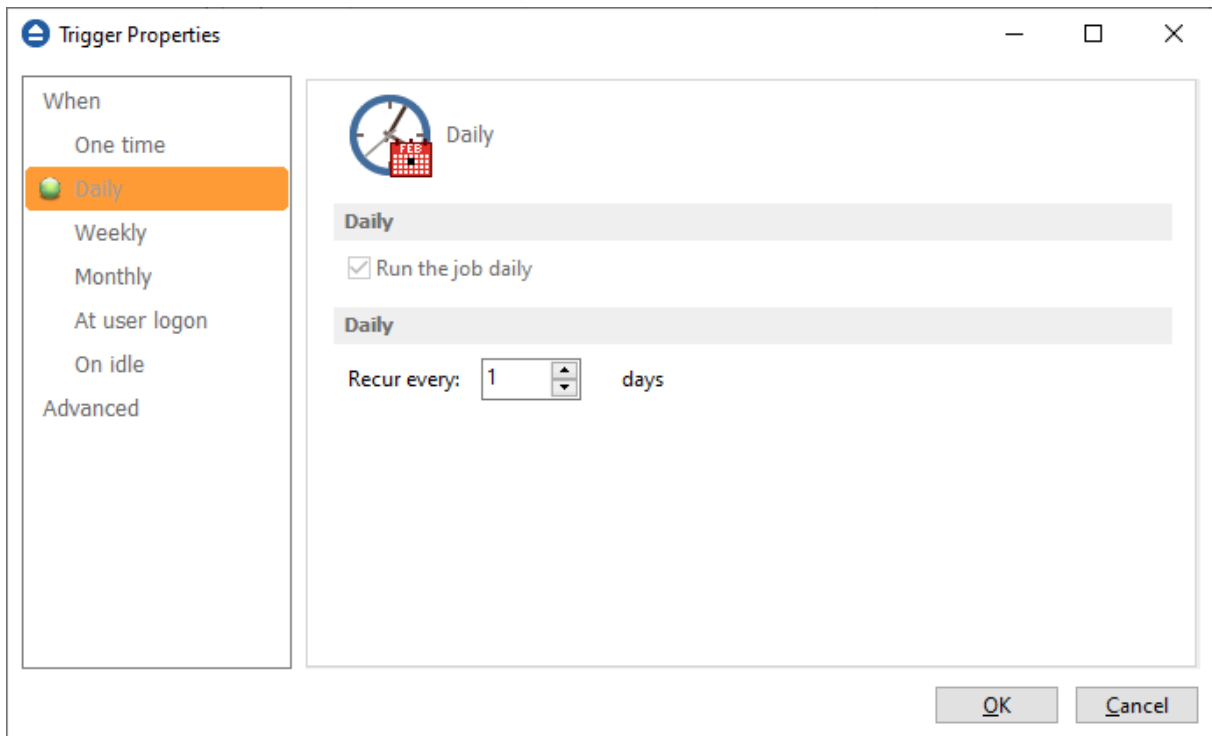 Trigger Properties
When
One time
Daily
Weekly
Monthly
At user logon
On idle
Advanced
FEB
Daily
Daily
Run the job daily
Daily
Recur every: 1 days
OK Cancel